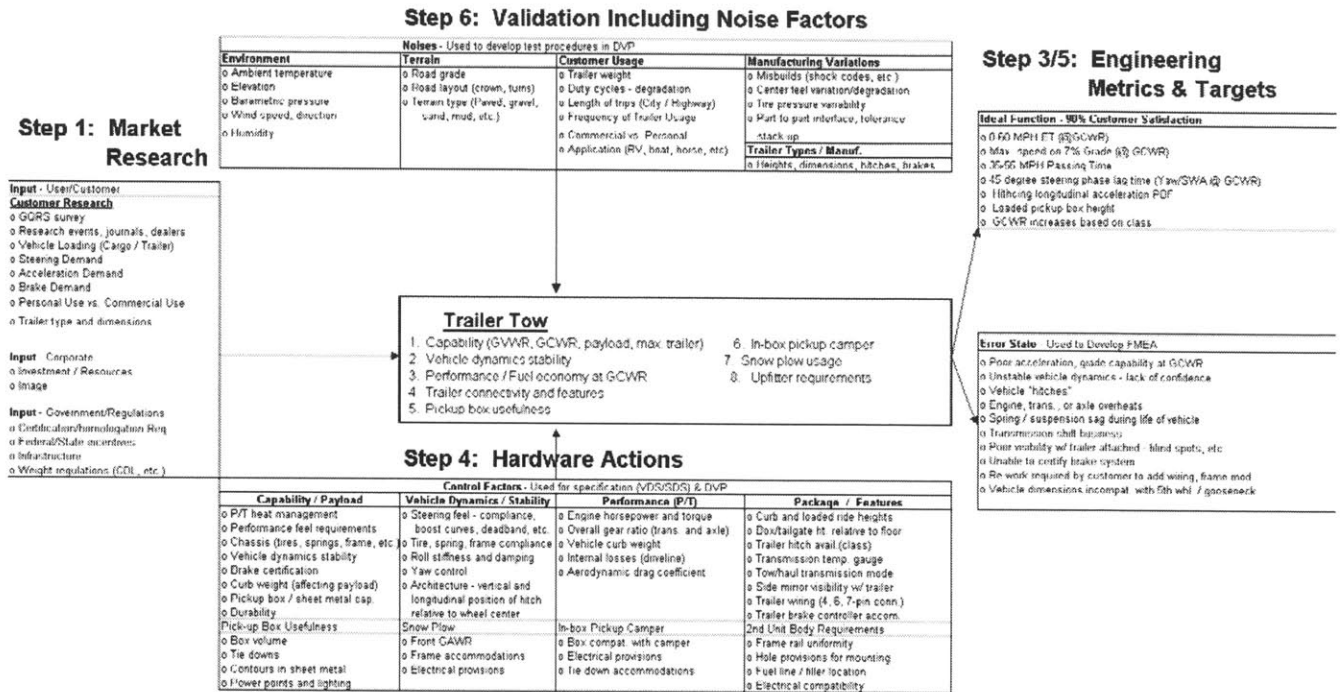 Step 6: Validation Including Noise Factors
Noises - Used to develop test procedures in DVP
Environment
o Ambient temperature
o Elevation
o Barametric pressure
o Wind speed, direction
o Humidity
Terrain
o Road grade
o Road layout (crown, turns)
o Terrain type (Paved, gravel,
sand, mud, etc.)
Customer Usage
o Trailer weight
o Duty cycles - degradation
o Length of trips (City / Highway)
o Frequency of Trailer Usage
o Commercial vs. Personal
o Application (RV, boat, horse, etc)
Manufacturing Variations
o Misbuilds (shock codes, etc.)
o Center feel variation/degradation
o Tire pressure variability
o Part to part interface, tolerance
stack up
Trailer Types / Manuf.
o Heights, dimensions, hitches, brakes
Step 3/5: Engineering
Metrics & Targets
Ideal Function - 90% Customer Satisfaction
o 0-60 MPH ET (@GCWR)
o Max. speed on 7% Grade (@ GCWR)
o 35-55 MPH Passing Time
o 45 degree steering phase lag time (Yaw/SWA @ GCWR)
o Hithcing longitudinal acceleration PDF
o Loaded pickup box height
o GCWR increases based on class
Step 1: Market
Research
Input - User/Customer
Customer Research
o GQRS survey
o Research events, journals, dealers
o Vehicle Loading (Cargo / Trailer)
o Steering Demand
o Acceleration Demand
o Brake Demand
o Personal Use vs. Commercial Use
o Trailer type and dimensions
Input - Corporate
o Investment / Resources
o Image
Input - Government/Regulations
o Certification/homologation Req
o Federal/State incentives
o Infrastructure
o Weight regulations (CDL, etc.)
Trailer Tow
1. Capability (GVWR, GCWR, payload, max. trailer)
2 Vehicle dynamics stability
3. Performance / Fuel economy at GCWR
4 Trailer connectivity and features
5. Pickup box usefulness
6. In-box pickup camper
7 Snow plow usage
8. Upfitter requirements
Error State - Used to Develop FMEA
o Poor acceleration, grade capability at GCWR
o Unstable vehicle dynamics - lack of confidence
o Vehicle "hitches"
o Engine, trans., or axle overheats
o Spring / suspension sag during life of vehicle
o Transmission shift business
o Poor visibility w/ trailer attached - blind spots, etc
o Unable to certify brake system
o Re-work required by customer to add wiring, frame mod
o Vehicle dimensions incompat. with 5th whl / gooseneck
Step 4: Hardware Actions
Control Factors - Used for specification (VDS/SDS) & DVP
Capability / Payload
o P/T heat management
o Performance feel requirements
o Chassis (tires, springs, frame, etc.)
o Vehicle dynamics stability
o Brake certification
o Curb weight (affecting payload)
o Pickup box / sheet metal cap.
o Durability
Vehicle Dynamics / Stability
o Steering feel - compliance,
boost curves, deadband, etc.
o Tire, spring, frame compliance
o Roll stiffness and damping
o Yaw control
o Architecture - vertical and
longitudinal position of hitch
relative to wheel center
Performance (P/T)
o Engine horsepower and torque
o Overall gear ratio (trans. and axle)
o Vehicle curb weight
o Internal losses (driveline)
o Aerodynamic drag coefficient
Package / Features
o Curb and loaded ride heights
o Box/tailgate ht. relative to floor
o Trailer hitch avail.(class)
o Transmission temp. gauge
o Tow/haul transmission mode
o Side mirror visibility w/ trailer
o Trailer wiring (4, 6, 7-pin conn.)
o Trailer brake controller accom.
Pick-up Box Usefulness
o Box volume
o Tie downs
o Contours in sheet metal
o Power points and lighting
Snow Plow
o Front GAWR
o Frame accommodations
o Electrical provisions
In-box Pickup Camper
o Box compat. with camper
o Electrical provisions
o Tie down accommodations
2nd Unit Body Requirements
o Frame rail uniformity
o Hole provisions for mounting
o Fuel line / filler location
o Electrical compatibility